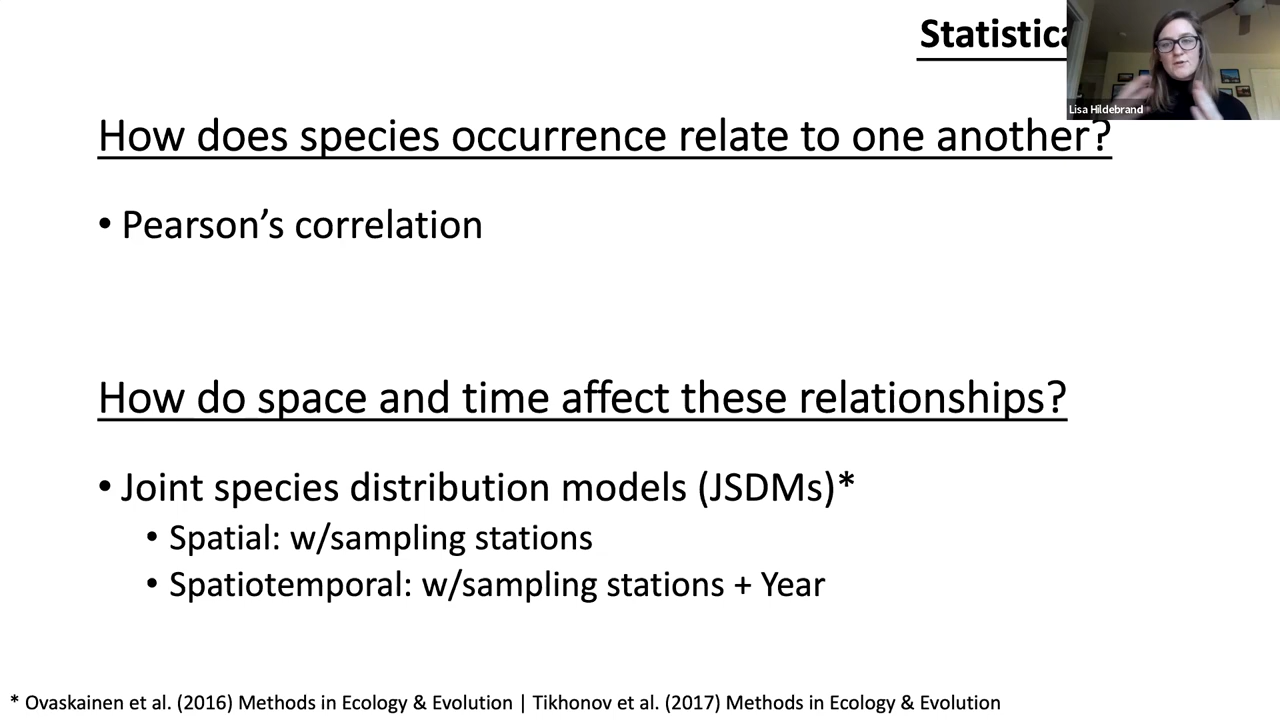 Statistica
Lisa Hildebrand
How does species occurrence relate to one another?
• Pearson’s correlation
How do space and time affect these relationships?
• Joint species distribution models (JSDMs)*
• Spatial: w/sampling stations
• Spatiotemporal: w/sampling stations + Year
* Ovaskainen et al. (2016) Methods in Ecology & Evolution | Tikhonov et al. (2017) Methods in Ecology & Evolution